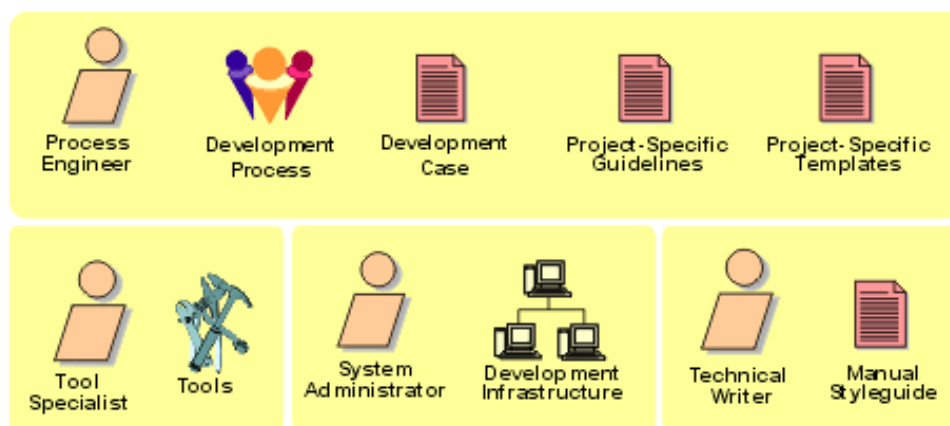 Process
Engineer
Development
Process
Development
Case
Project-Specific
Guidelines
Project-Specific
Templates
Tool
Specialist
Tools
System
Administrator
Development
Infrastructure
Technical
Writer
Manual
Styleguide